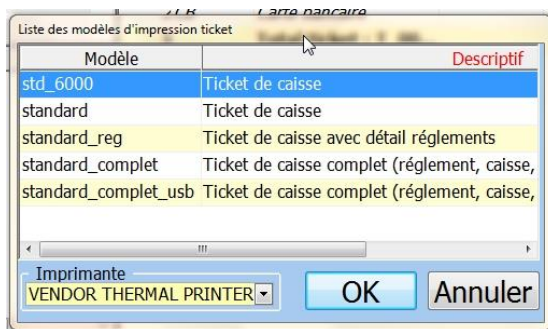 Carte bancaire
Liste des modèles d'impression ticket
Modèle Descriptif
std_6000 Ticket de caisse
standard Ticket de caisse
standard_reg Ticket de caisse avec détail réglements
standard_complet Ticket de caisse complet (réglement, caisse,
standard_complet_usb Ticket de caisse complet (réglement, caisse,
Imprimante
VENDOR THERMAL PRINTER
OK Annuler